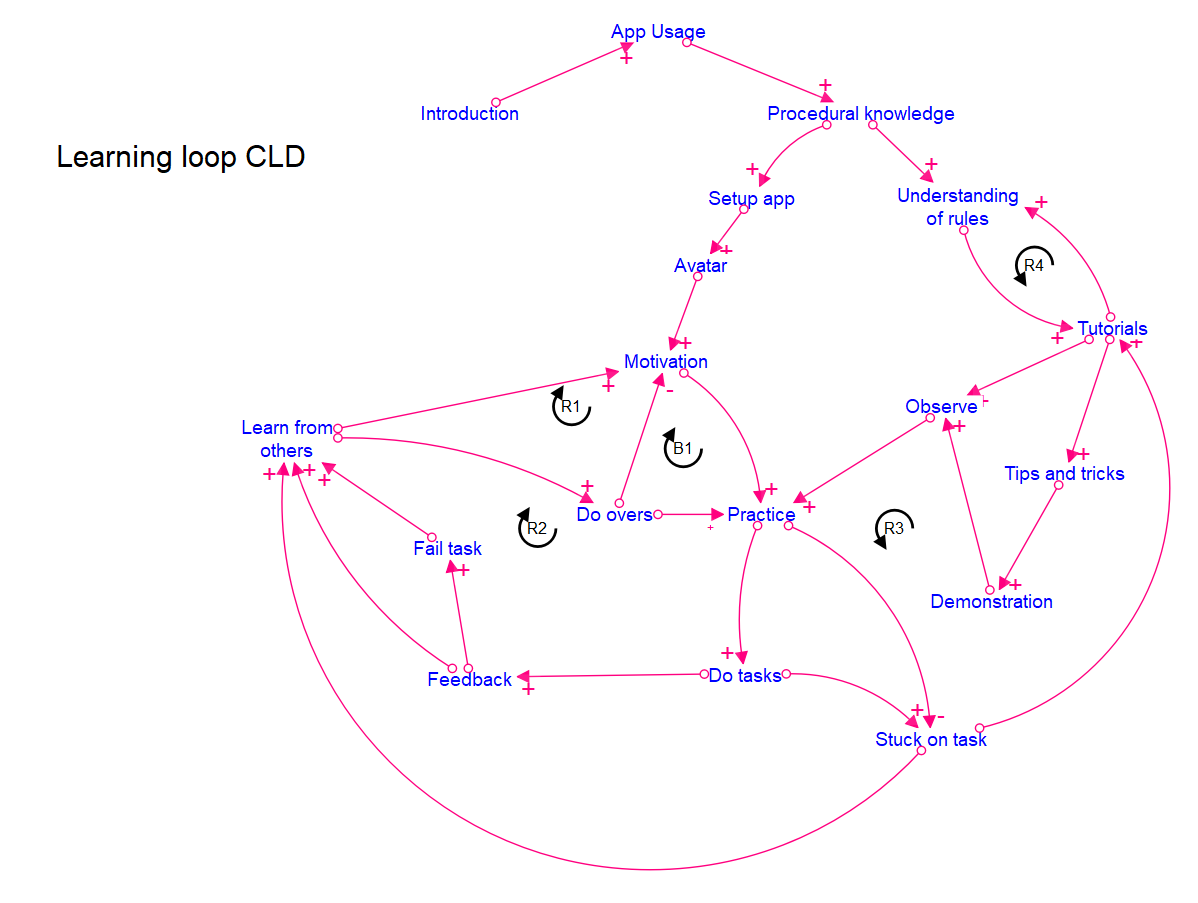 App Usage
+
+
Introduction
Procedural knowledge
Learning loop CLD
+
+
Setup app
Understanding
of rules
+
+
Avatar
R4
Tutorials
+
+
+
Motivation
+
-
R1
Observe
-
+
Learn from
others
B1
+
+
+
+
Tips and tricks
+
+
+
Do overs
Practice
+
+
R2
R3
Fail task
+
+
Demonstration
+
Feedback
Do tasks
+
+
-
Stuck on task